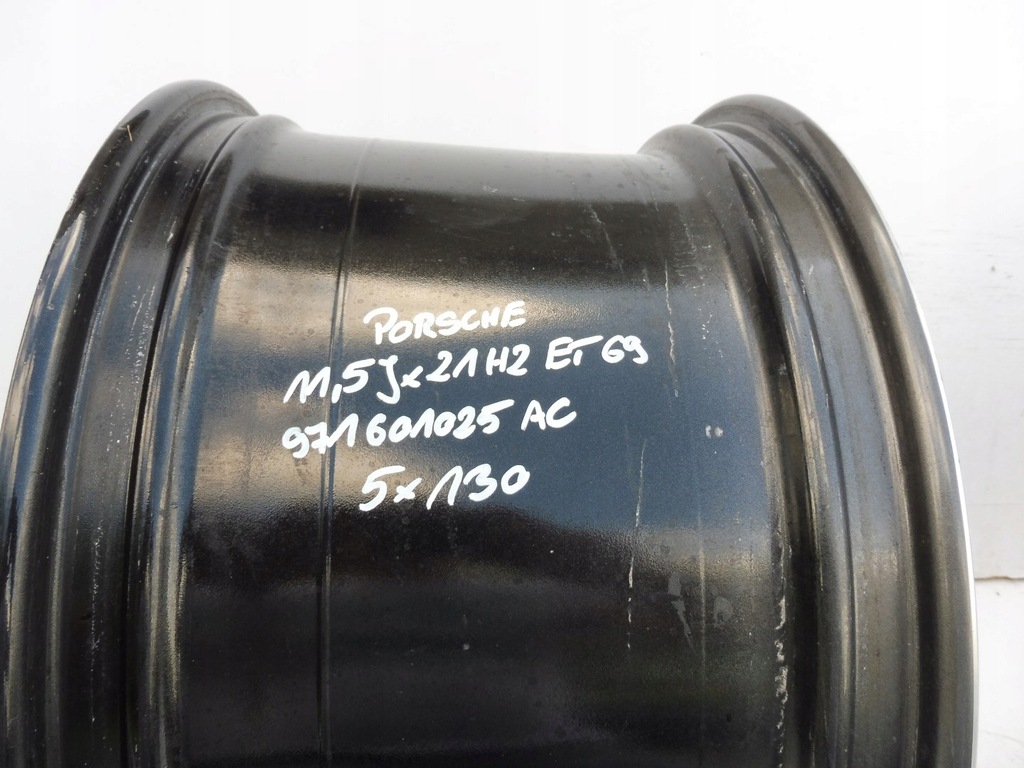 PORSCHE
11,5Jx21H2 ET69
971601025 AC
5x130